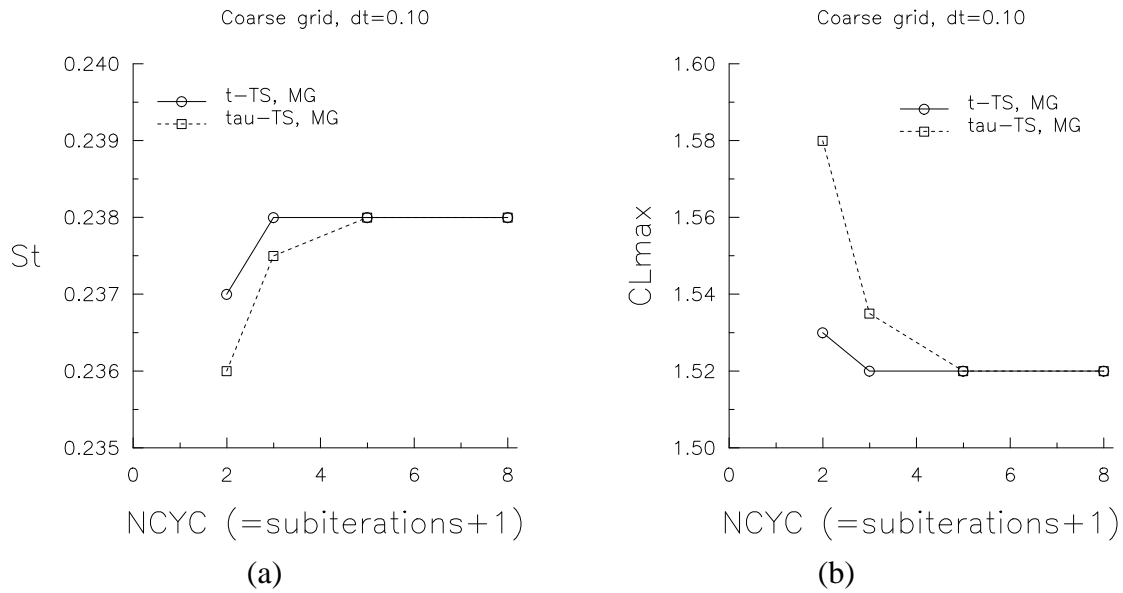 Coarse grid, dt=0.10
0.240
0.239
0.238
0.237
0.236
0.235
St
t-TS, MG
tau-TS, MG
0 2 4 6 8
NCYC (=subiterations+1)
(a)
Coarse grid, dt=0.10
1.60
1.58
1.56
1.54
1.52
1.50
CLmax
t-TS, MG
tau-TS, MG
0 2 4 6 8
NCYC (=subiterations+1)
(b)